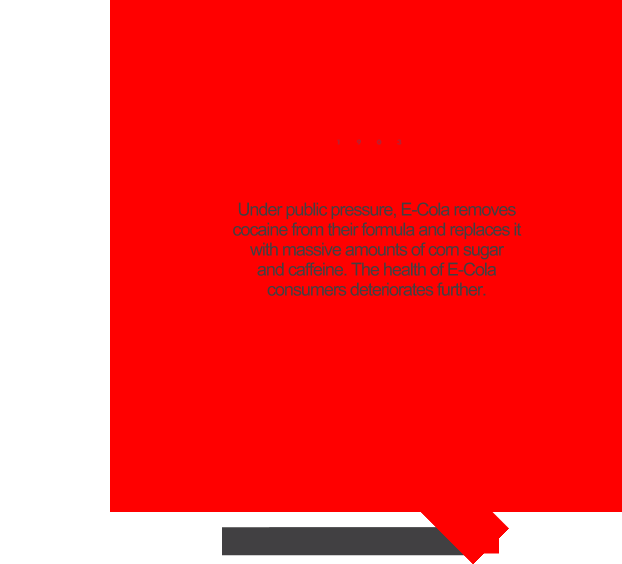 Under public pressure, E-Cola removes
cocaine from their formula and replaces it
with massive amounts of corn sugar
and caffeine. The health of E-Cola
consumers deteriorates further.